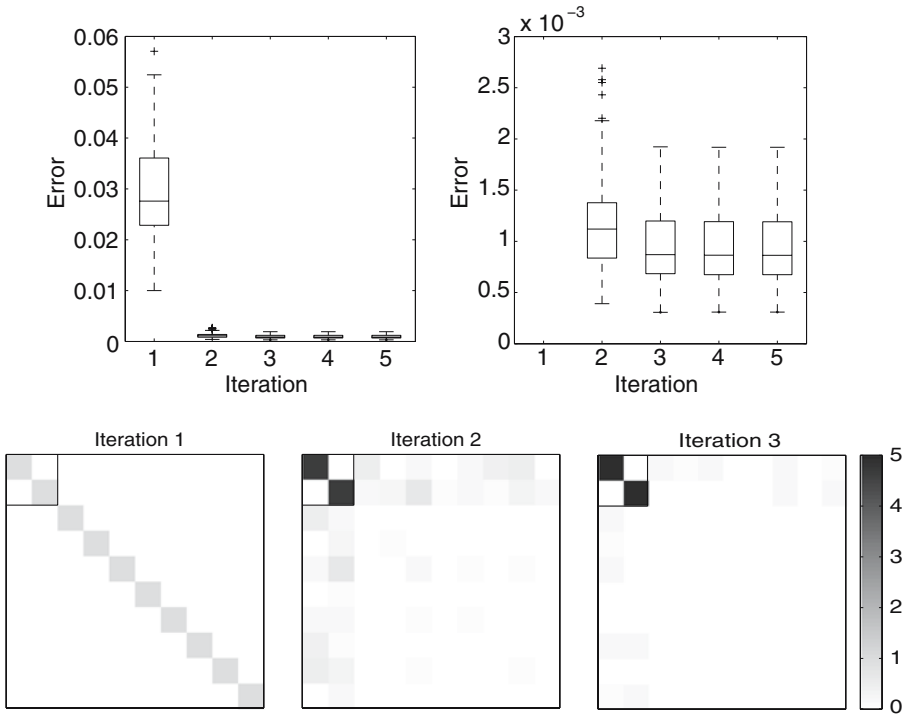 0.06
0.05
0.04
0.03
0.02
0.01
0
Error
1 2 3 4 5
Iteration
x 10⁻³
3
2.5
2
1.5
1
0.5
0
Error
1 2 3 4 5
Iteration
Iteration 1
Iteration 2
Iteration 3
5
4
3
2
1
0